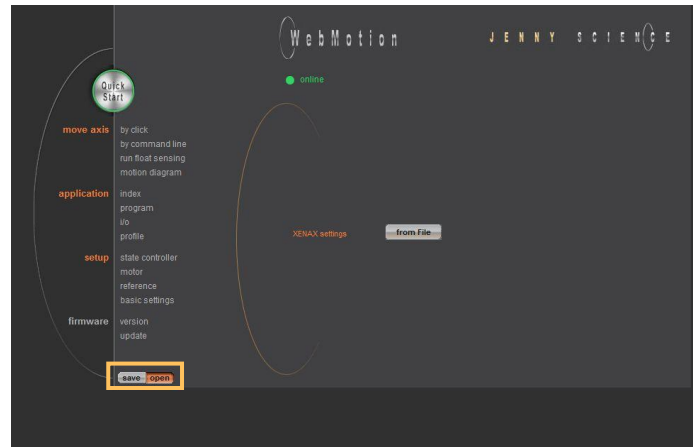 WebMotion
JENNY SCIENCE
online
Quick
Start
move axis
by click
by command line
run float sensing
motion diagram
application
index
program
i/o
profile
XENAX settings
from File
setup
state controller
motor
reference
basic settings
firmware
version
update
save open